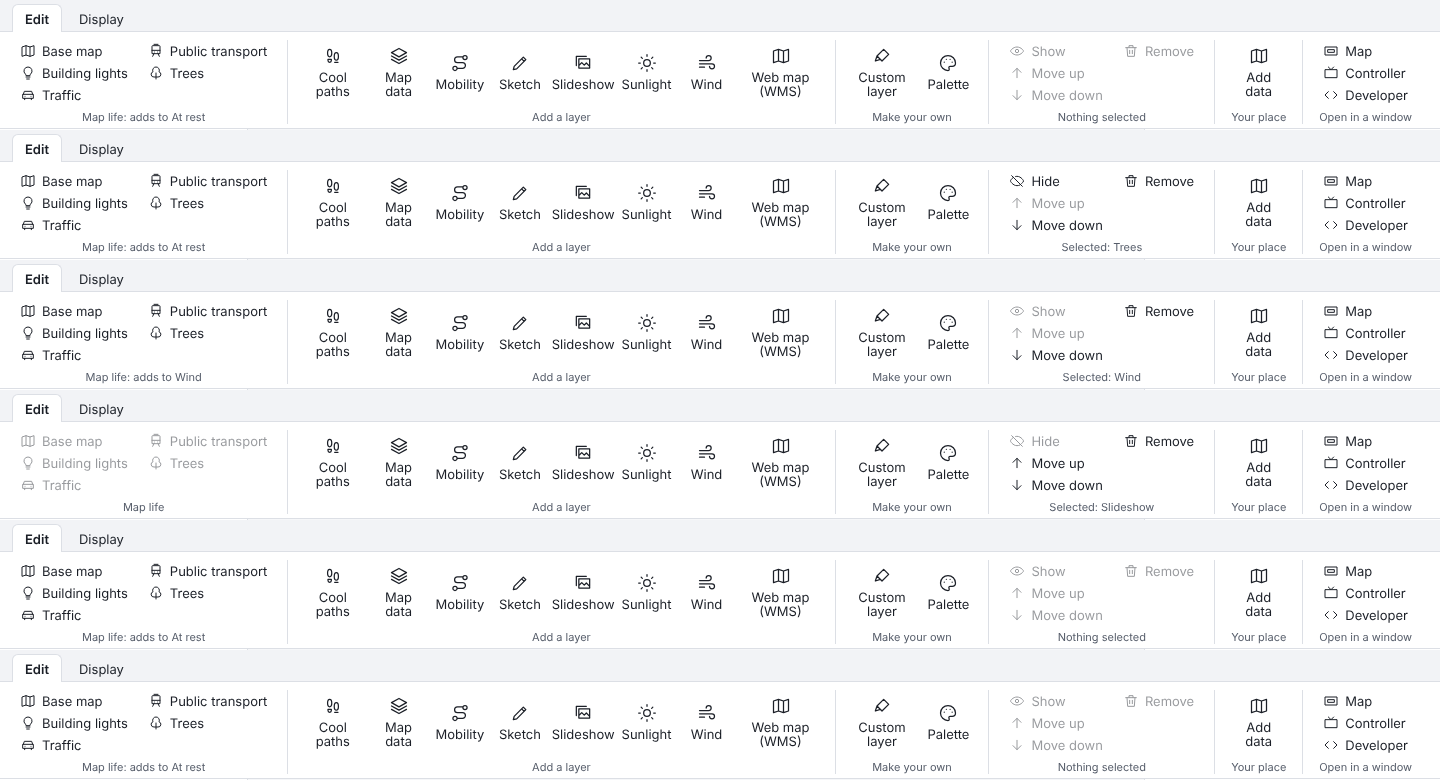 Edit Display
Base map Public transport Show Remove Map
Building lights Trees Cool paths Map data Mobility Sketch Slideshow Sunlight Wind Web map (WMS) Custom layer Palette Move up Add data Controller
Traffic Move down Developer
Map life: adds to At rest Add a layer Make your own Nothing selected Your place Open in a window
Edit Display
Base map Public transport Hide Remove Map
Building lights Trees Cool paths Map data Mobility Sketch Slideshow Sunlight Wind Web map (WMS) Custom layer Palette Move up Add data Controller
Traffic Move down Developer
Map life: adds to At rest Add a layer Make your own Selected: Trees Your place Open in a window
Edit Display
Base map Public transport Show Remove Map
Building lights Trees Cool paths Map data Mobility Sketch Slideshow Sunlight Wind Web map (WMS) Custom layer Palette Move up Add data Controller
Traffic Move down Developer
Map life: adds to Wind Add a layer Make your own Selected: Wind Your place Open in a window
Edit Display
Base map Public transport Hide Remove Map
Building lights Trees Cool paths Map data Mobility Sketch Slideshow Sunlight Wind Web map (WMS) Custom layer Palette Move up Add data Controller
Traffic Move down Developer
Map life Add a layer Make your own Selected: Slideshow Your place Open in a window
Edit Display
Base map Public transport Show Remove Map
Building lights Trees Cool paths Map data Mobility Sketch Slideshow Sunlight Wind Web map (WMS) Custom layer Palette Move up Add data Controller
Traffic Move down Developer
Map life: adds to At rest Add a layer Make your own Nothing selected Your place Open in a window
Edit Display
Base map Public transport Show Remove Map
Building lights Trees Cool paths Map data Mobility Sketch Slideshow Sunlight Wind Web map (WMS) Custom layer Palette Move up Add data Controller
Traffic Move down Developer
Map life: adds to At rest Add a layer Make your own Nothing selected Your place Open in a window